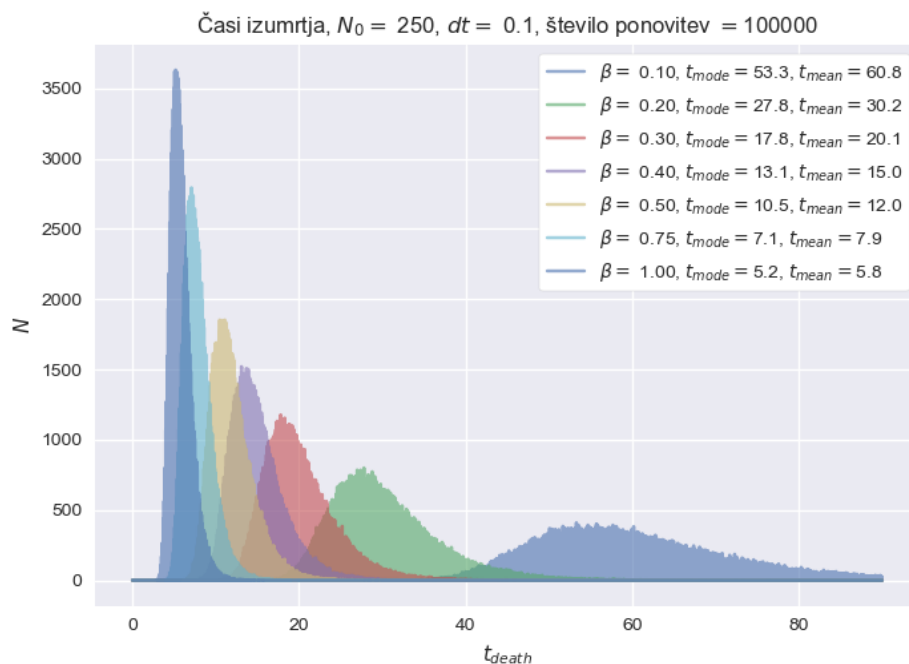 Časi izumrtja, N₀ = 250, dt = 0.1, število ponovitev = 100000
β = 0.10, t_mode = 53.3, t_mean = 60.8
β = 0.20, t_mode = 27.8, t_mean = 30.2
β = 0.30, t_mode = 17.8, t_mean = 20.1
β = 0.40, t_mode = 13.1, t_mean = 15.0
β = 0.50, t_mode = 10.5, t_mean = 12.0
β = 0.75, t_mode = 7.1, t_mean = 7.9
β = 1.00, t_mode = 5.2, t_mean = 5.8
3500
3000
2500
2000
1500
1000
500
0
N
0 20 40 60 80
t_death